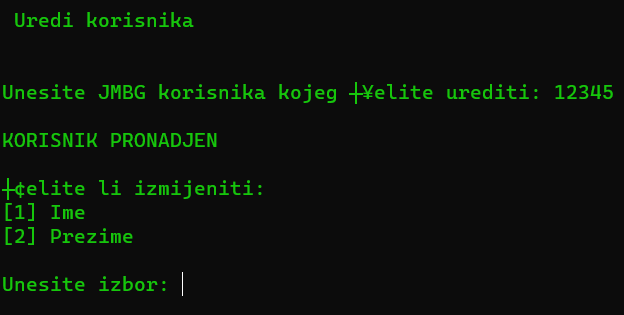 Uredi korisnika
Unesite JMBG korisnika kojeg ┼¥elite urediti: 12345
KORISNIK PRONADJEN
┼¢elite li izmijeniti:
[1] Ime
[2] Prezime
Unesite izbor: